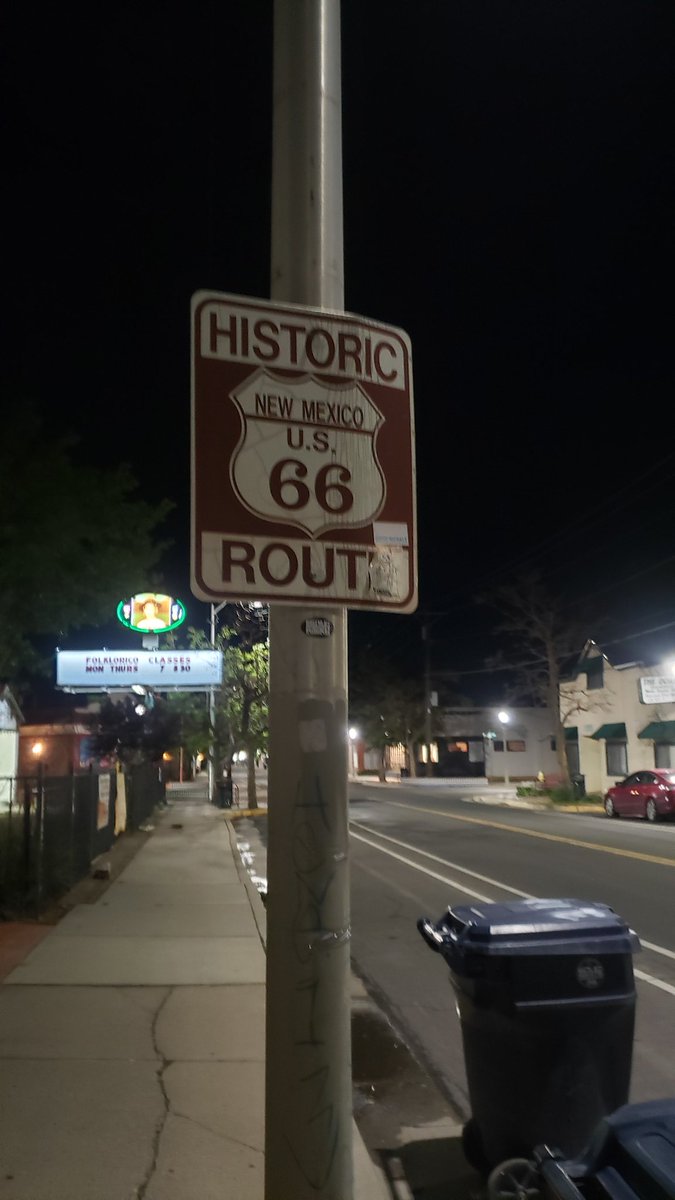 HISTORIC
NEW MEXICO
U.S.
66
ROUT
FOLKLORICO CLASSES
MON THURS 7 830